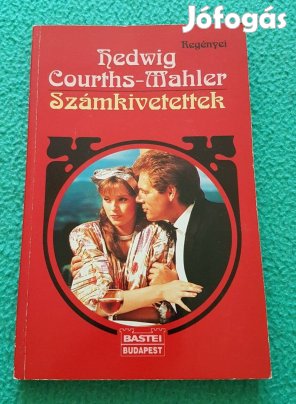 Jófogás
Regényei
Hedwig
Courths-Mahler
Számkivetettek
BASTEI
BUDAPEST